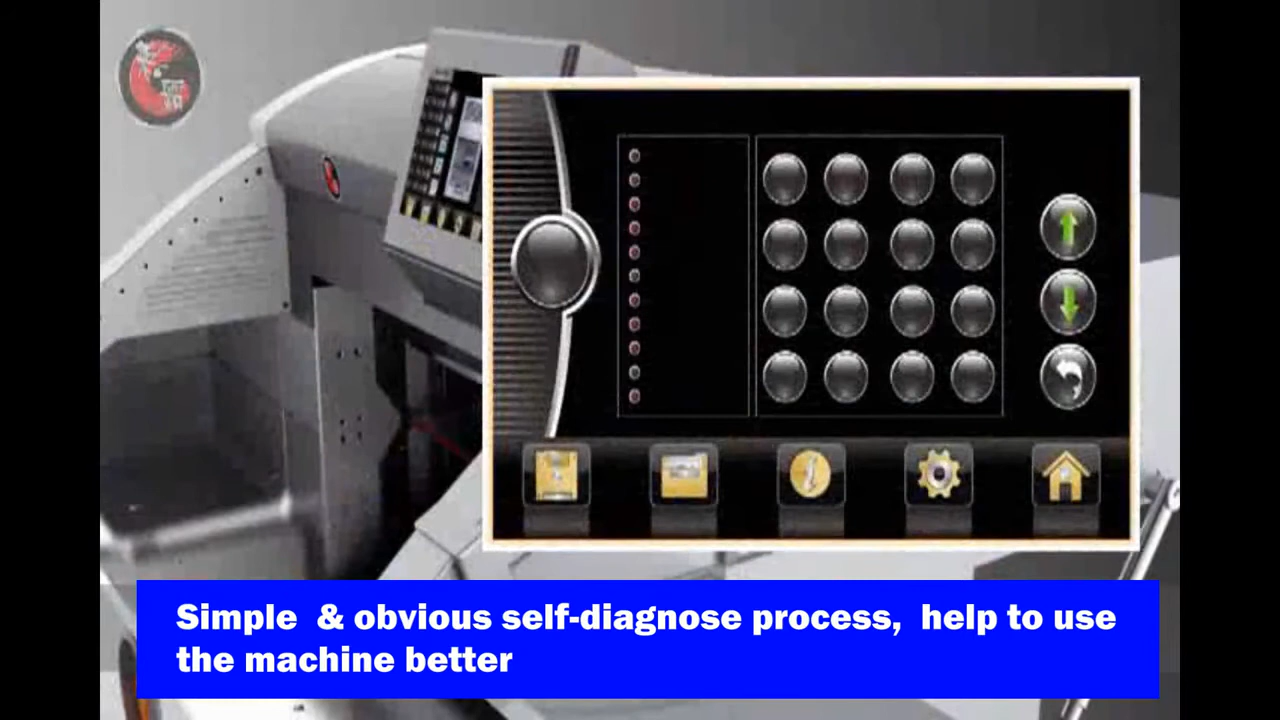 Simple  & obvious self-diagnose process,  help to use
the machine better